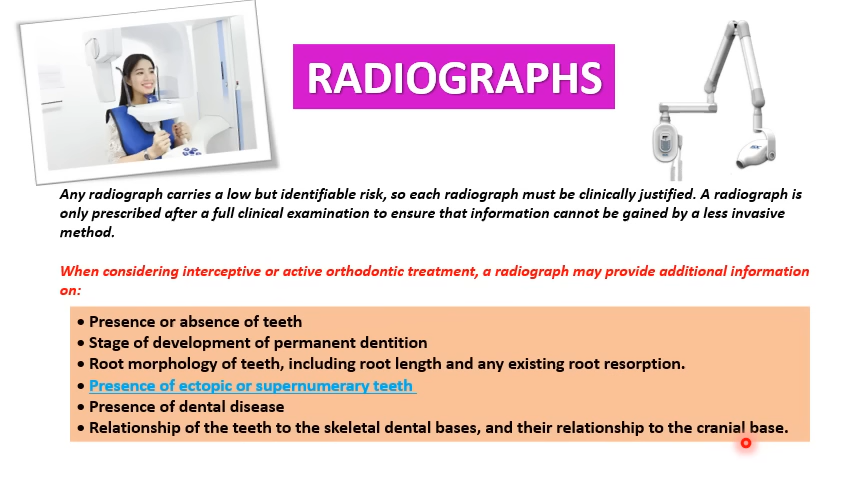 RADIOGRAPHS
Any radiograph carries a low but identifiable risk, so each radiograph must be clinically justified. A radiograph is
only prescribed after a full clinical examination to ensure that information cannot be gained by a less invasive
method.
When considering interceptive or active orthodontic treatment, a radiograph may provide additional information
on:
• Presence or absence of teeth
• Stage of development of permanent dentition
• Root morphology of teeth, including root length and any existing root resorption.
• Presence of ectopic or supernumerary teeth
• Presence of dental disease
• Relationship of the teeth to the skeletal dental bases, and their relationship to the cranial base.